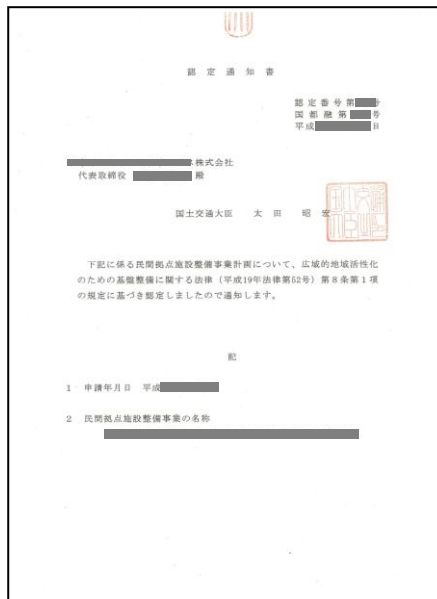 認定通知書
認定番号第　号
国都融第　号
平成　日
株式会社
代表取締役　殿
国土交通大臣　太田　昭宏
下記に係る民間拠点施設整備事業計画について、広域的地域活性化
のための基盤整備に関する法律（平成19年法律第52号）第8条第1項
の規定に基づき認定しましたので通知します。
記
1　申請年月日　平成
2　民間拠点施設整備事業の名称